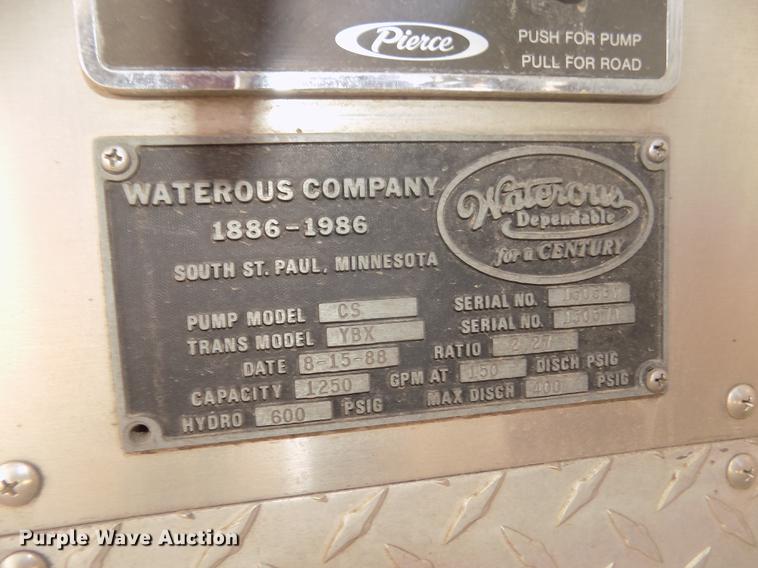 Pierce
PUSH FOR PUMP
PULL FOR ROAD
WATEROUS COMPANY
1886-1986
SOUTH ST. PAUL, MINNESOTA
Waterous
Dependable
for a CENTURY
PUMP MODEL CS SERIAL NO.
TRANS MODEL YBX SERIAL NO.
DATE 8-15-88 RATIO 2.27
CAPACITY 1250 GPM AT 150 DISCH PSIG
HYDRO 600 PSIG MAX DISCH 400 PSIG
Purple Wave Auction